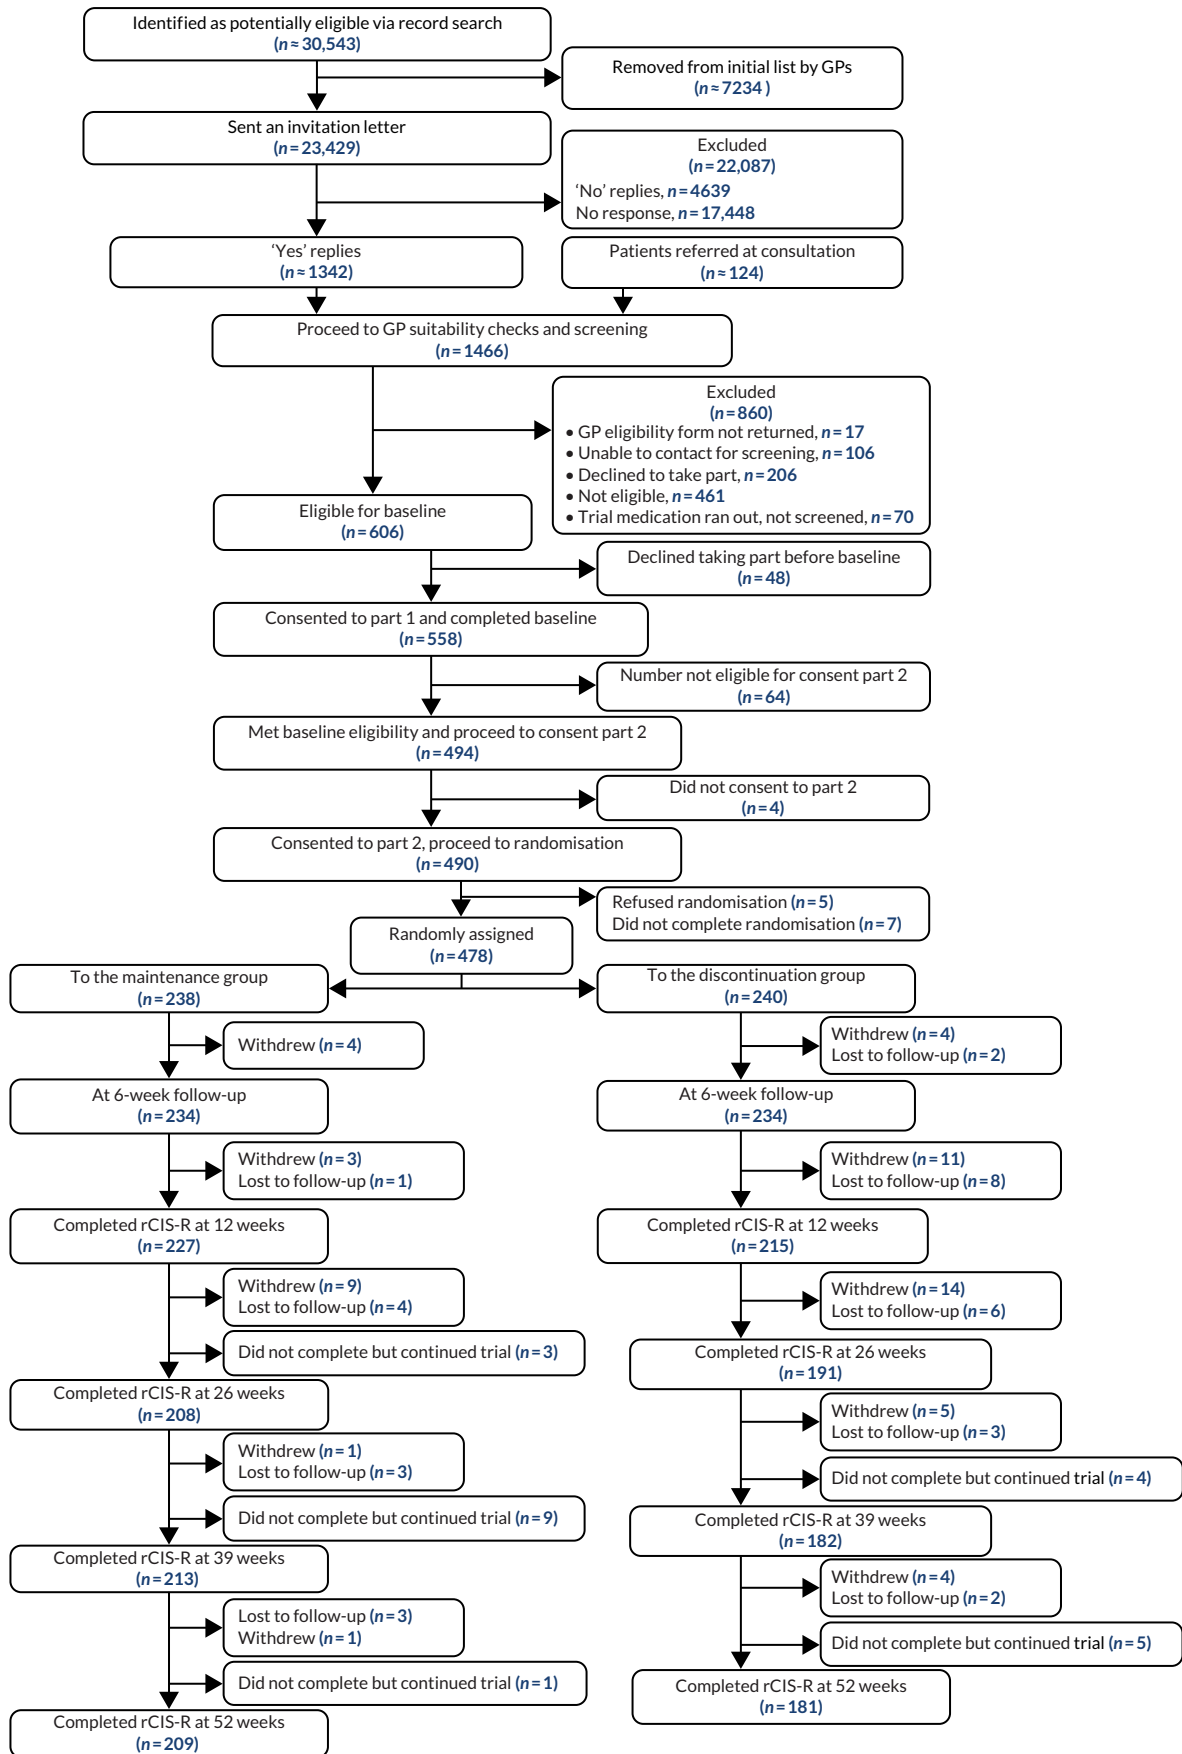 Identified as potentially eligible via record search
(n ≈ 30,543)
Removed from initial list by GPs
(n ≈ 7234 )
Sent an invitation letter
(n = 23,429)
Excluded
(n = 22,087)
‘No’ replies, n = 4639
No response, n = 17,448
‘Yes’ replies
(n ≈ 1342)
Patients referred at consultation
(n ≈ 124)
Proceed to GP suitability checks and screening
(n = 1466)
Excluded
(n = 860)
• GP eligibility form not returned, n = 17
• Unable to contact for screening, n = 106
• Declined to take part, n = 206
• Not eligible, n = 461
• Trial medication ran out, not screened, n = 70
Eligible for baseline
(n = 606)
Declined taking part before baseline
(n = 48)
Consented to part 1 and completed baseline
(n = 558)
Number not eligible for consent part 2
(n = 64)
Met baseline eligibility and proceed to consent part 2
(n = 494)
Did not consent to part 2
(n = 4)
Consented to part 2, proceed to randomisation
(n = 490)
Refused randomisation (n = 5)
Did not complete randomisation (n = 7)
Randomly assigned
(n = 478)
To the maintenance group
(n = 238)
Withdrew (n = 4)
At 6-week follow-up
(n = 234)
Withdrew (n = 3)
Lost to follow-up (n = 1)
Completed rCIS-R at 12 weeks
(n = 227)
Withdrew (n = 9)
Lost to follow-up (n = 4)
Did not complete but continued trial (n = 3)
Completed rCIS-R at 26 weeks
(n = 208)
Withdrew (n = 1)
Lost to follow-up (n = 3)
Did not complete but continued trial (n = 9)
Completed rCIS-R at 39 weeks
(n = 213)
Lost to follow-up (n = 3)
Withdrew (n = 1)
Did not complete but continued trial (n = 1)
Completed rCIS-R at 52 weeks
(n = 209)
To the discontinuation group
(n = 240)
Withdrew (n = 4)
Lost to follow-up (n = 2)
At 6-week follow-up
(n = 234)
Withdrew (n = 11)
Lost to follow-up (n = 8)
Completed rCIS-R at 12 weeks
(n = 215)
Withdrew (n = 14)
Lost to follow-up (n = 6)
Completed rCIS-R at 26 weeks
(n = 191)
Withdrew (n = 5)
Lost to follow-up (n = 3)
Did not complete but continued trial (n = 4)
Completed rCIS-R at 39 weeks
(n = 182)
Withdrew (n = 4)
Lost to follow-up (n = 2)
Did not complete but continued trial (n = 5)
Completed rCIS-R at 52 weeks
(n = 181)